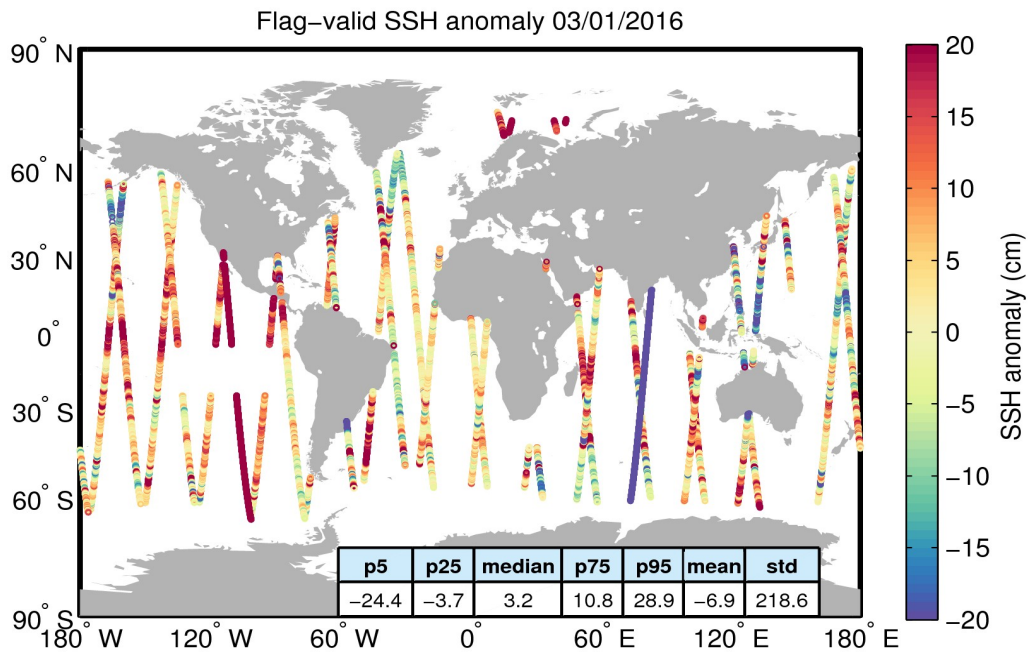 Flag−valid SSH anomaly 03/01/2016
90° N
60° N
30° N
0°
30° S
60° S
90° S
180° W
120° W
60° W
0°
60° E
120° E
180° E
p5 p25 median p75 p95 mean std
−24.4 −3.7 3.2 10.8 28.9 −6.9 218.6
20
15
10
5
0
−5
−10
−15
−20
SSH anomaly (cm)